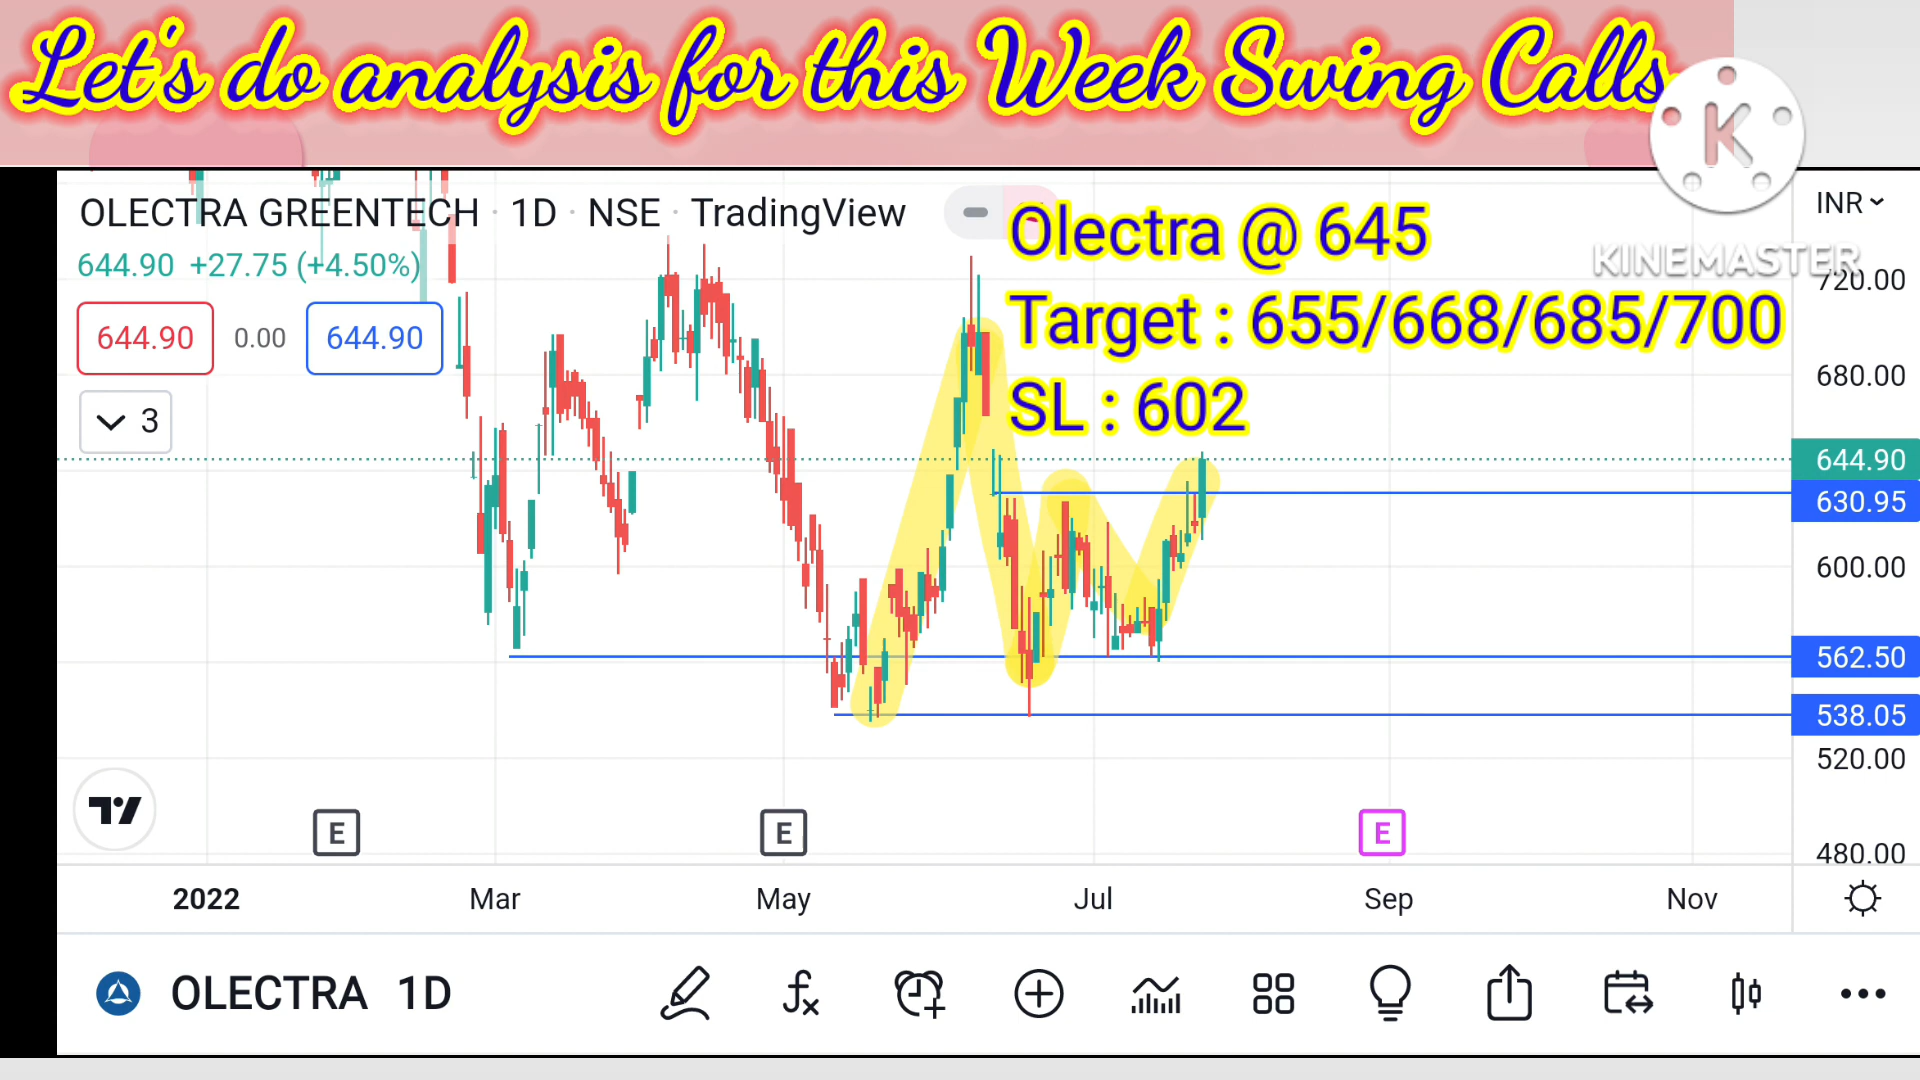 Let's do analysis for this Week Swing Calls
K
KINEMASTER
OLECTRA GREENTECH · 1D · NSE · TradingView
INR
644.90 +27.75 (+4.50%)
644.90 0.00 644.90
3
Olectra @ 645
Target : 655/668/685/700
SL : 602
720.00
680.00
644.90
630.95
600.00
562.50
538.05
520.00
480.00
E E E
2022 Mar May Jul Sep Nov
OLECTRA 1D